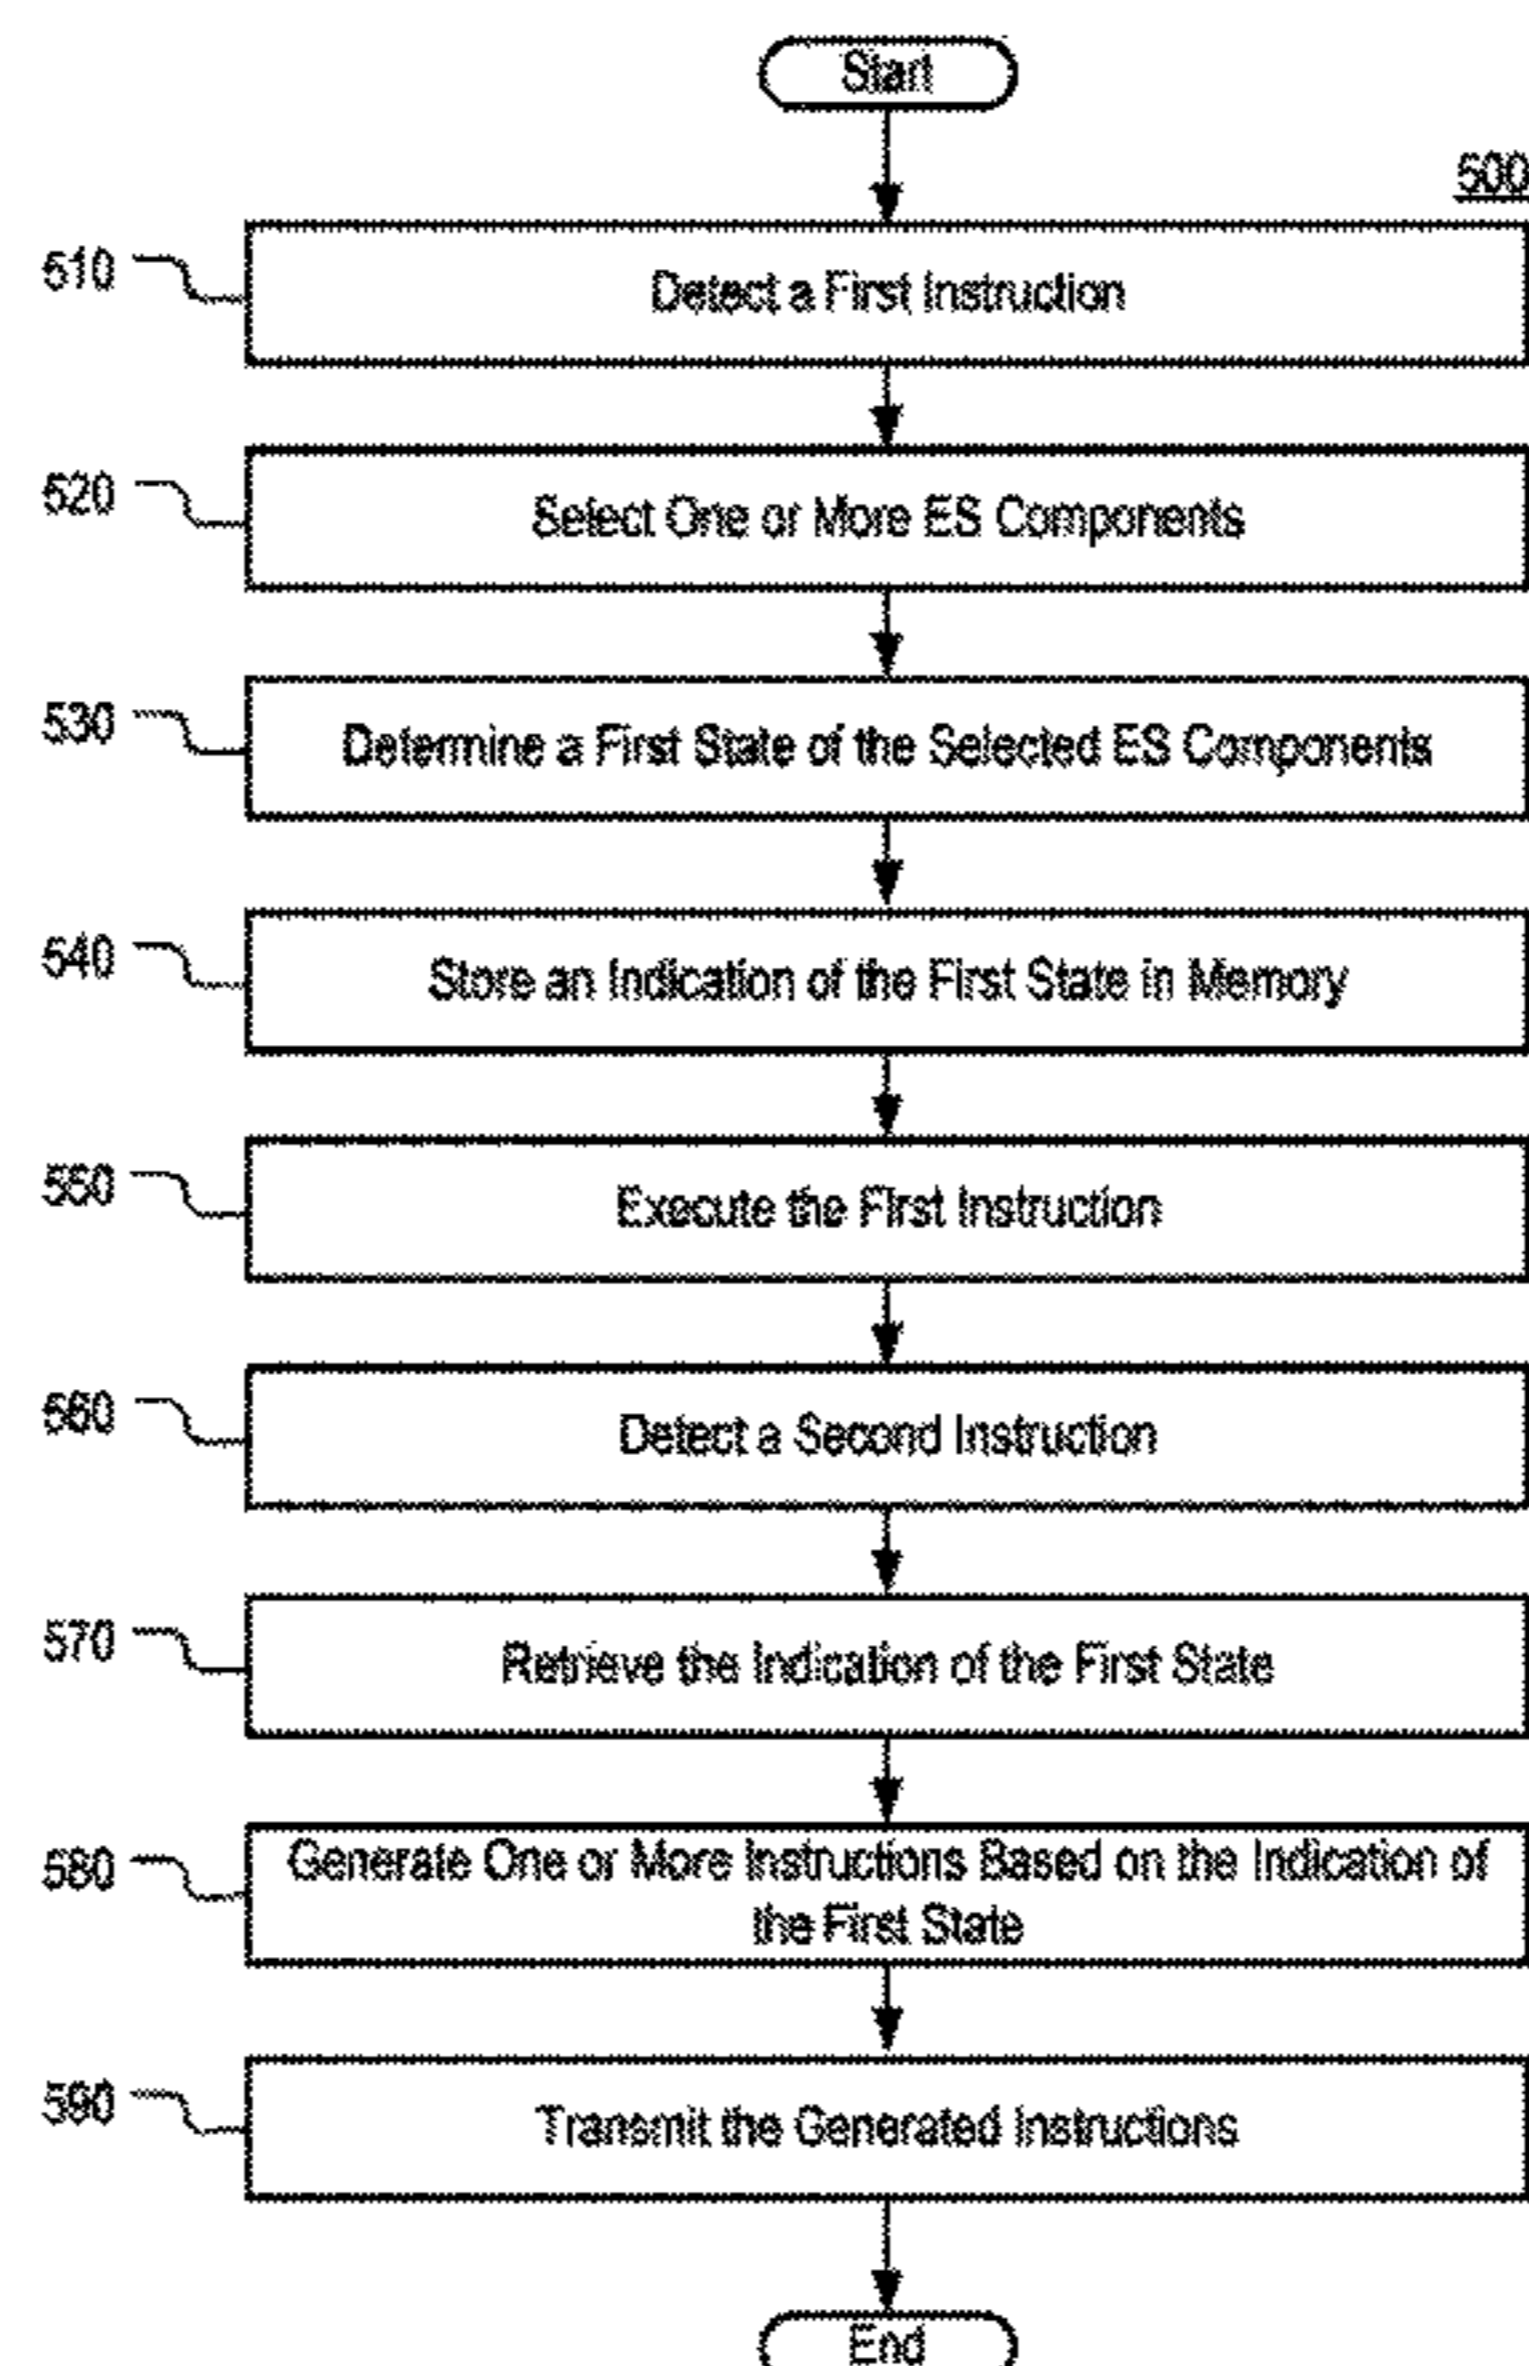 Start
500
510
Detect a First Instruction
520
Select One or More ES Components
530
Determine a First State of the Selected ES Components
540
Store an Indication of the First State in Memory
550
Execute the First Instruction
560
Detect a Second Instruction
570
Retrieve the Indication of the First State
580
Generate One or More Instructions Based on the Indication of
the First State
590
Transmit the Generated Instructions
End